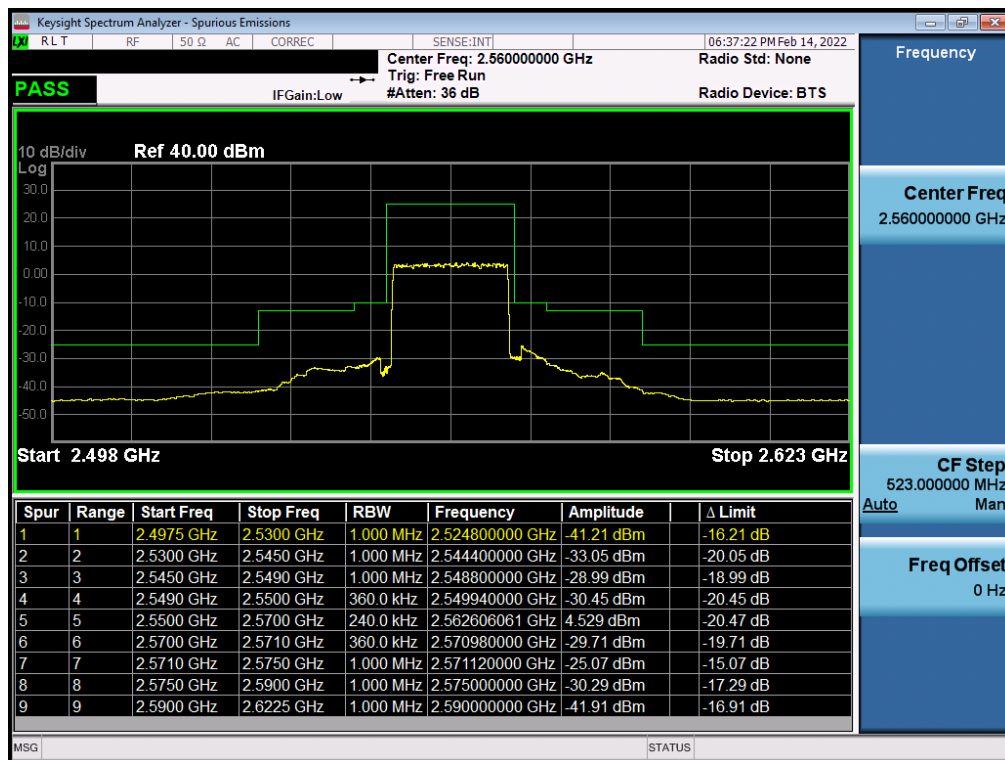 Keysight Spectrum Analyzer - Spurious Emissions
LXI RLT RF 50 Ω AC CORREC SENSE:INT 06:37:22 PM Feb 14, 2022
Center Freq: 2.560000000 GHz Radio Std: None
Trig: Free Run
PASS IFGain:Low #Atten: 36 dB Radio Device: BTS
10 dB/div Ref 40.00 dBm
Log
30.0
20.0
10.0
0.00
-10.0
-20.0
-30.0
-40.0
-50.0
Start 2.498 GHz Stop 2.623 GHz
Spur Range Start Freq Stop Freq RBW Frequency Amplitude Δ Limit
1 1 2.4975 GHz 2.5300 GHz 1.000 MHz 2.524800000 GHz -41.21 dBm -16.21 dB
2 2 2.5300 GHz 2.5450 GHz 1.000 MHz 2.544400000 GHz -33.05 dBm -20.05 dB
3 3 2.5450 GHz 2.5490 GHz 1.000 MHz 2.548800000 GHz -28.99 dBm -18.99 dB
4 4 2.5490 GHz 2.5500 GHz 360.0 kHz 2.549940000 GHz -30.45 dBm -20.45 dB
5 5 2.5500 GHz 2.5700 GHz 240.0 kHz 2.562606061 GHz 4.529 dBm -20.47 dB
6 6 2.5700 GHz 2.5710 GHz 360.0 kHz 2.570980000 GHz -29.71 dBm -19.71 dB
7 7 2.5710 GHz 2.5750 GHz 1.000 MHz 2.571120000 GHz -25.07 dBm -15.07 dB
8 8 2.5750 GHz 2.5900 GHz 1.000 MHz 2.575000000 GHz -30.29 dBm -17.29 dB
9 9 2.5900 GHz 2.6225 GHz 1.000 MHz 2.590000000 GHz -41.91 dBm -16.91 dB
MSG STATUS
Frequency
Center Freq
2.560000000 GHz
CF Step
523.000000 MHz
Auto Man
Freq Offset
0 Hz